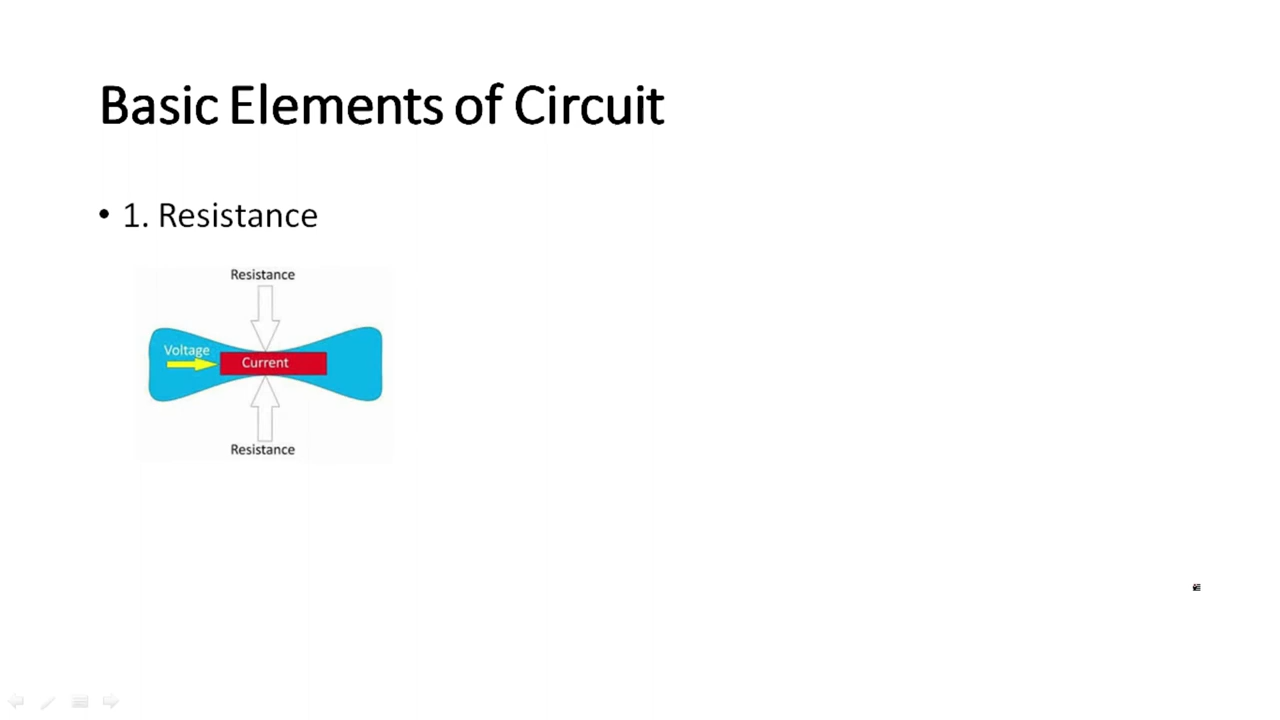 Basic Elements of Circuit
• 1. Resistance
Resistance
Voltage
Current
Resistance